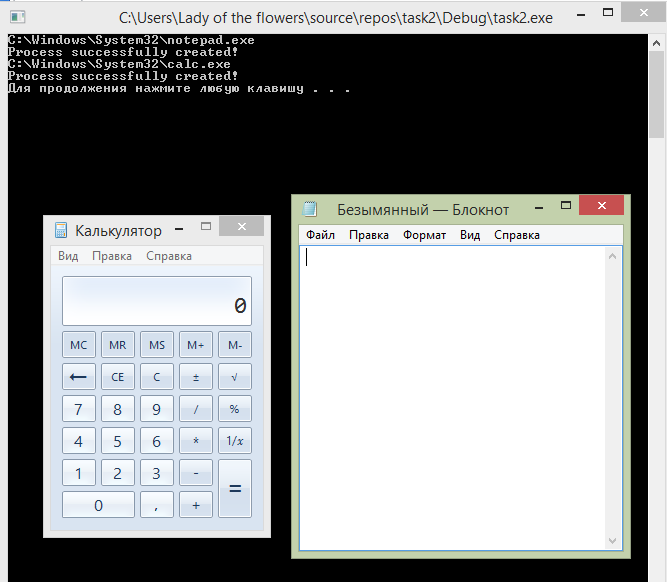 C:\Users\Lady of the flowers\source\repos\task2\Debug\task2.exe
C:\Windows\System32\notepad.exe
Process successfully created!
C:\Windows\System32\calc.exe
Process successfully created!
Для продолжения нажмите любую клавишу . . .
Калькулятор
Вид Правка Справка
0
MC MR MS M+ M-
← CE C ± √
7 8 9 / %
4 5 6 * 1/x
1 2 3 - =
0 , +
Безымянный — Блокнот
Файл Правка Формат Вид Справка